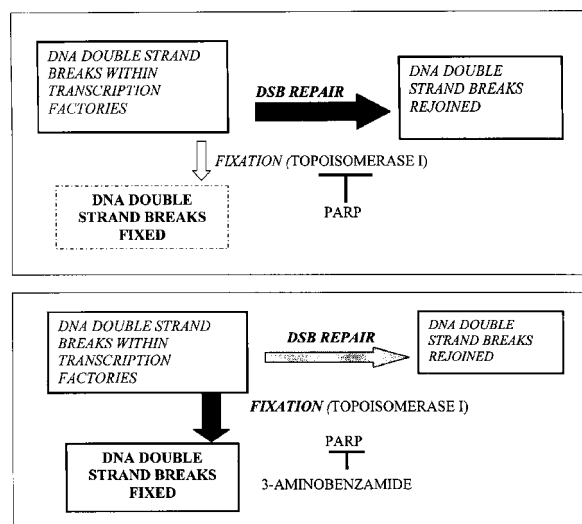 DNA DOUBLE STRAND
BREAKS WITHIN
TRANSCRIPTION
FACTORIES
DSB REPAIR
DNA DOUBLE
STRAND BREAKS
REJOINED
FIXATION (TOPOISOMERASE I)
PARP
DNA DOUBLE
STRAND BREAKS
FIXED
DNA DOUBLE STRAND
BREAKS WITHIN
TRANSCRIPTION
FACTORIES
DSB REPAIR
DNA DOUBLE
STRAND BREAKS
REJOINED
FIXATION (TOPOISOMERASE I)
DNA DOUBLE
STRAND BREAKS
FIXED
PARP
3-AMINOBENZAMIDE